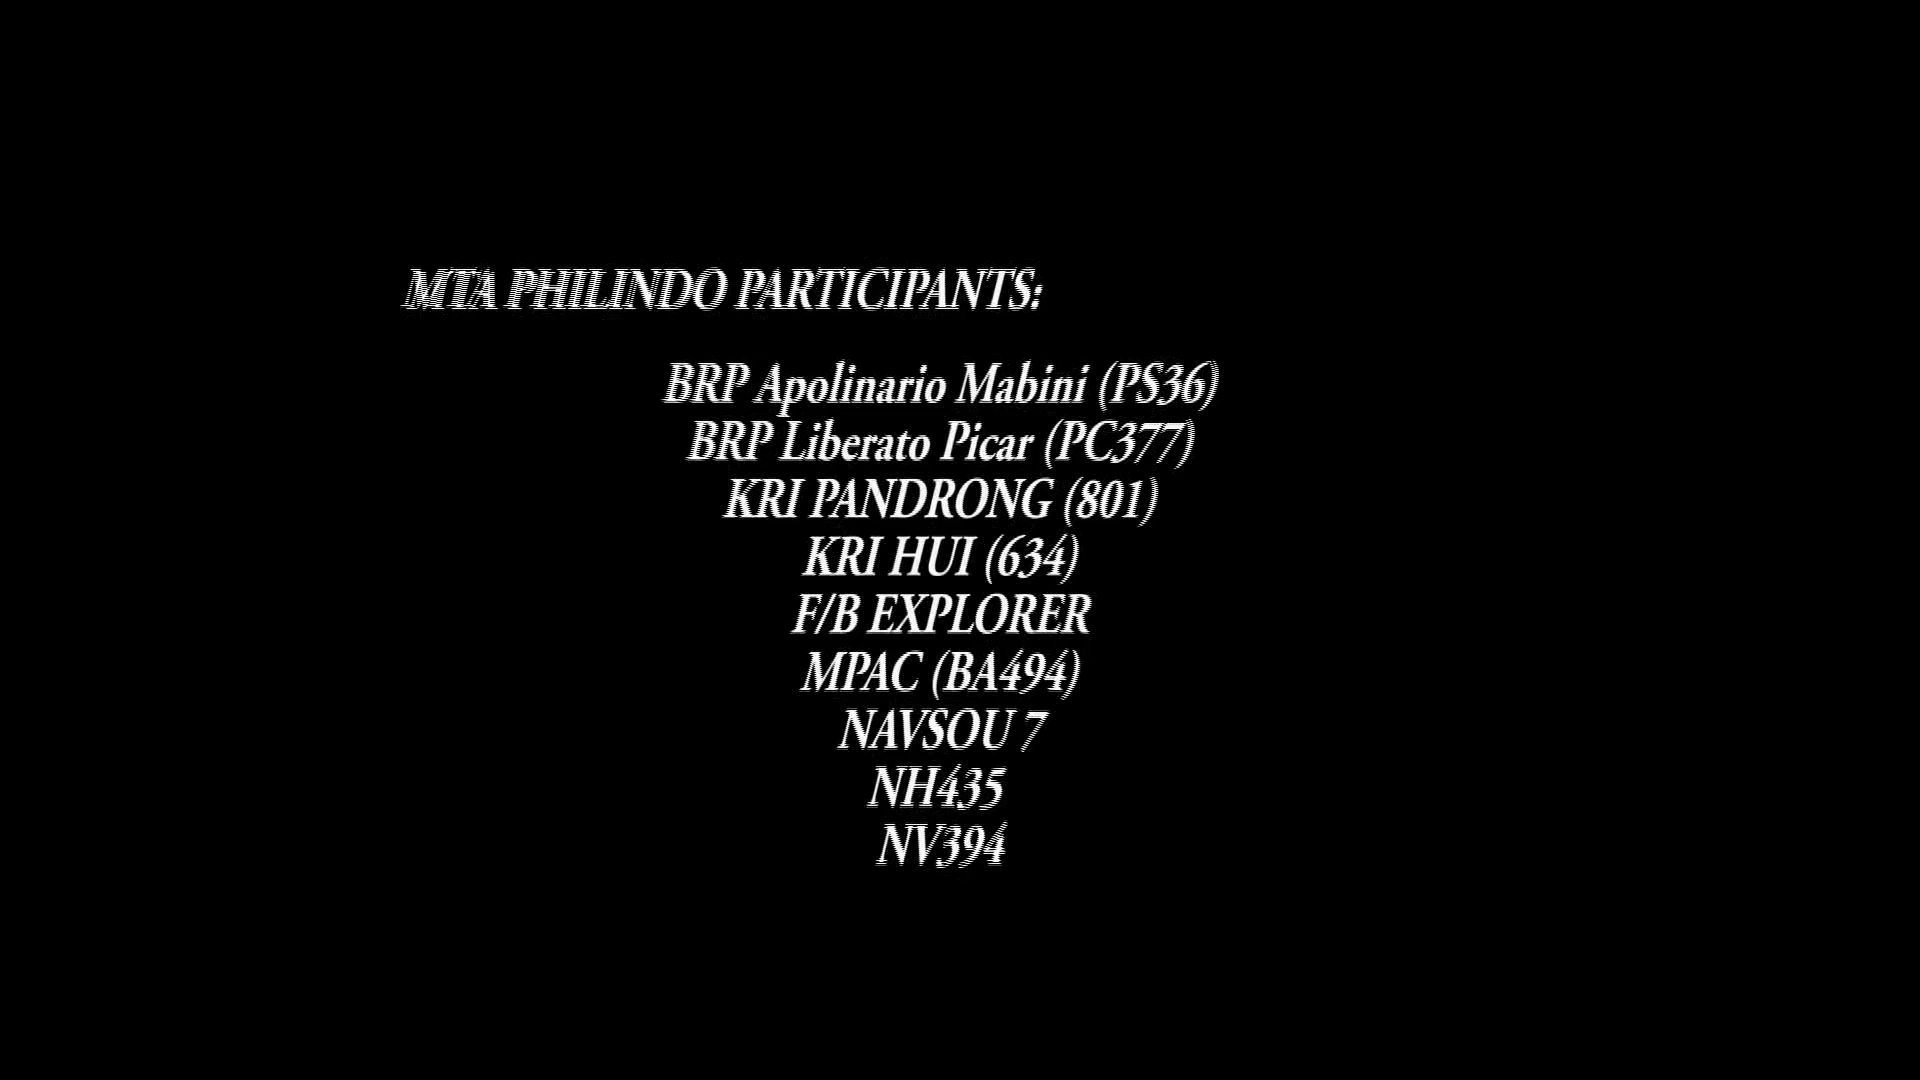 MTA PHILINDO PARTICIPANTS:
BRP Apolinario Mabini (PS36)
BRP Liberato Picar (PC377)
KRI PANDRONG (801)
KRI HUI (634)
F/B EXPLORER
MPAC (BA494)
NAVSOU 7
NH435
NV394